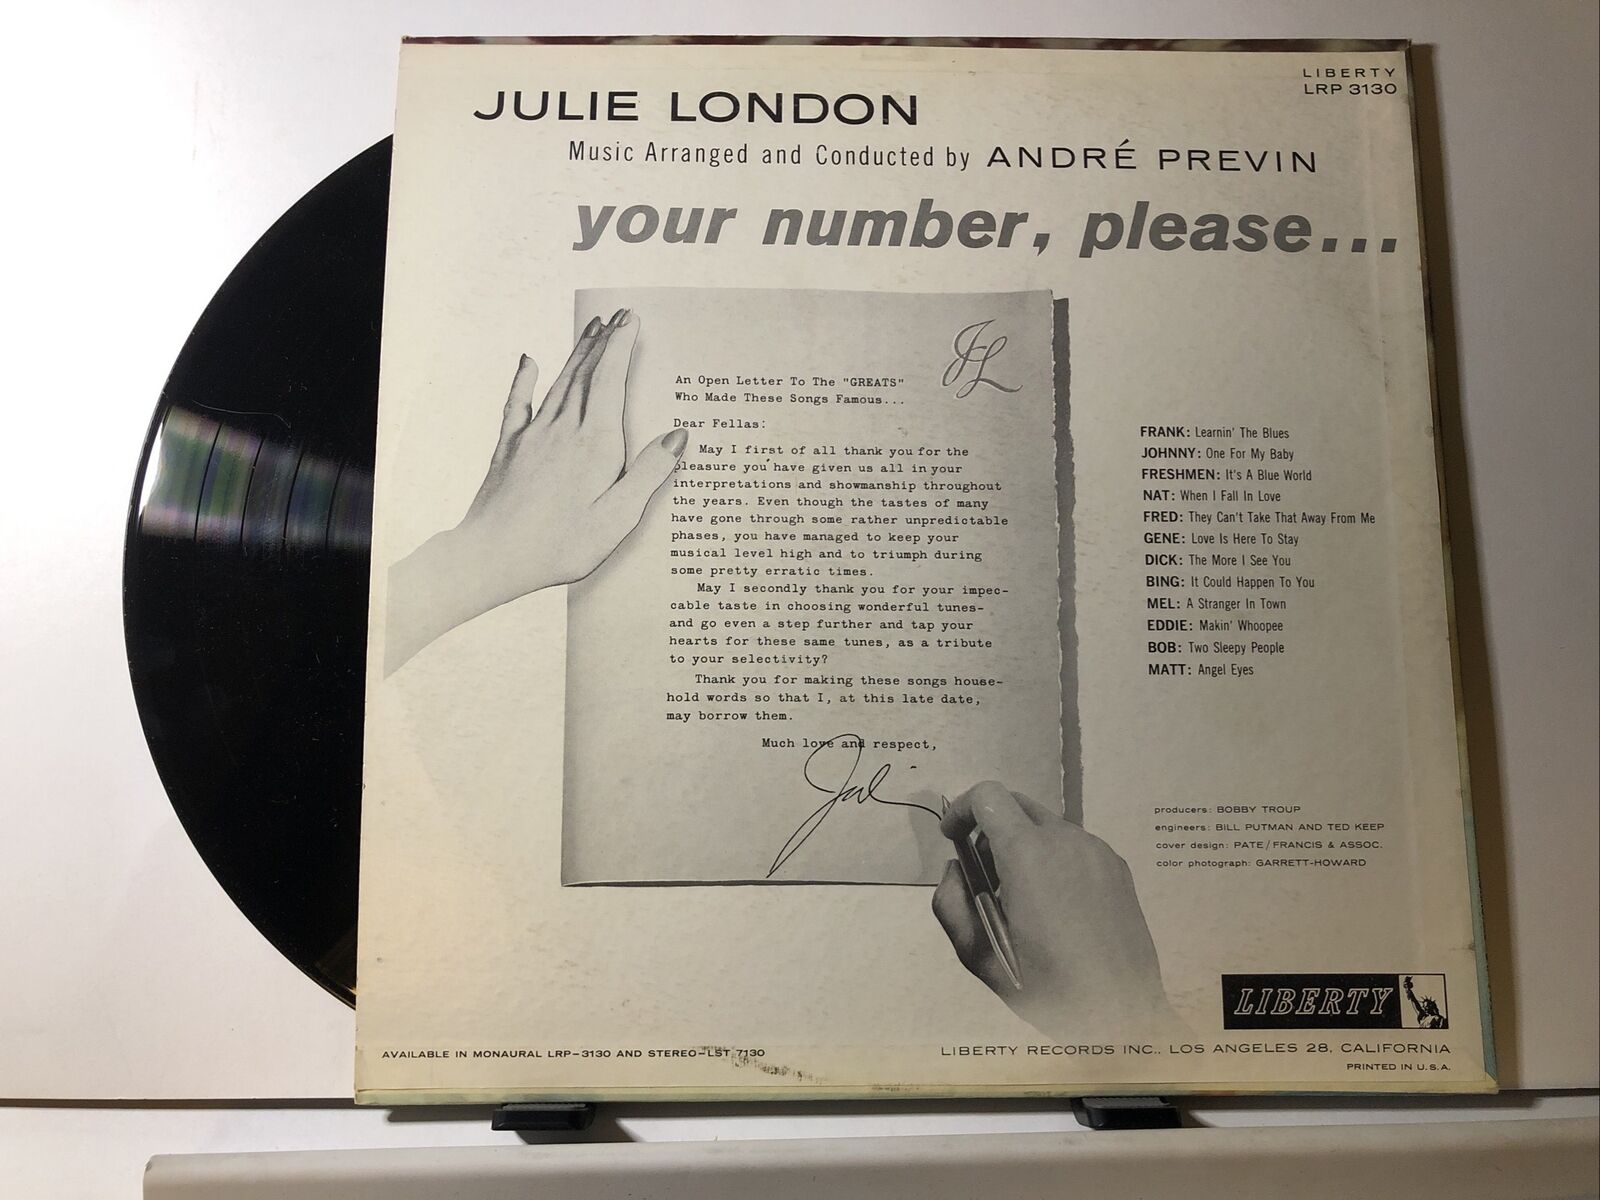 LIBERTY
LRP 3130
JULIE LONDON
Music Arranged and Conducted by ANDRÉ PREVIN
your number, please...
JL
An Open Letter To The "GREATS"
Who Made These Songs Famous...
Dear Fellas:
May I first of all thank you for the
pleasure you have given us all in your
interpretations and showmanship throughout
the years. Even though the tastes of many
have gone through some rather unpredictable
phases, you have managed to keep your
musical level high and to triumph during
some pretty erratic times.
May I secondly thank you for your impec-
cable taste in choosing wonderful tunes-
and go even a step further and tap your
hearts for these same tunes, as a tribute
to your selectivity?
Thank you for making these songs house-
hold words so that I, at this late date,
may borrow them.
Much love and respect,
Juli
FRANK: Learnin' The Blues
JOHNNY: One For My Baby
FRESHMEN: It's A Blue World
NAT: When I Fall In Love
FRED: They Can't Take That Away From Me
GENE: Love Is Here To Stay
DICK: The More I See You
BING: It Could Happen To You
MEL: A Stranger In Town
EDDIE: Makin' Whoopee
BOB: Two Sleepy People
MATT: Angel Eyes
producers: BOBBY TROUP
engineers: BILL PUTMAN AND TED KEEP
cover design: PATE/FRANCIS & ASSOC.
color photograph: GARRETT-HOWARD
LIBERTY
AVAILABLE IN MONAURAL LRP-3130 AND STEREO-LST 7130
LIBERTY RECORDS INC., LOS ANGELES 28, CALIFORNIA
PRINTED IN U.S.A.